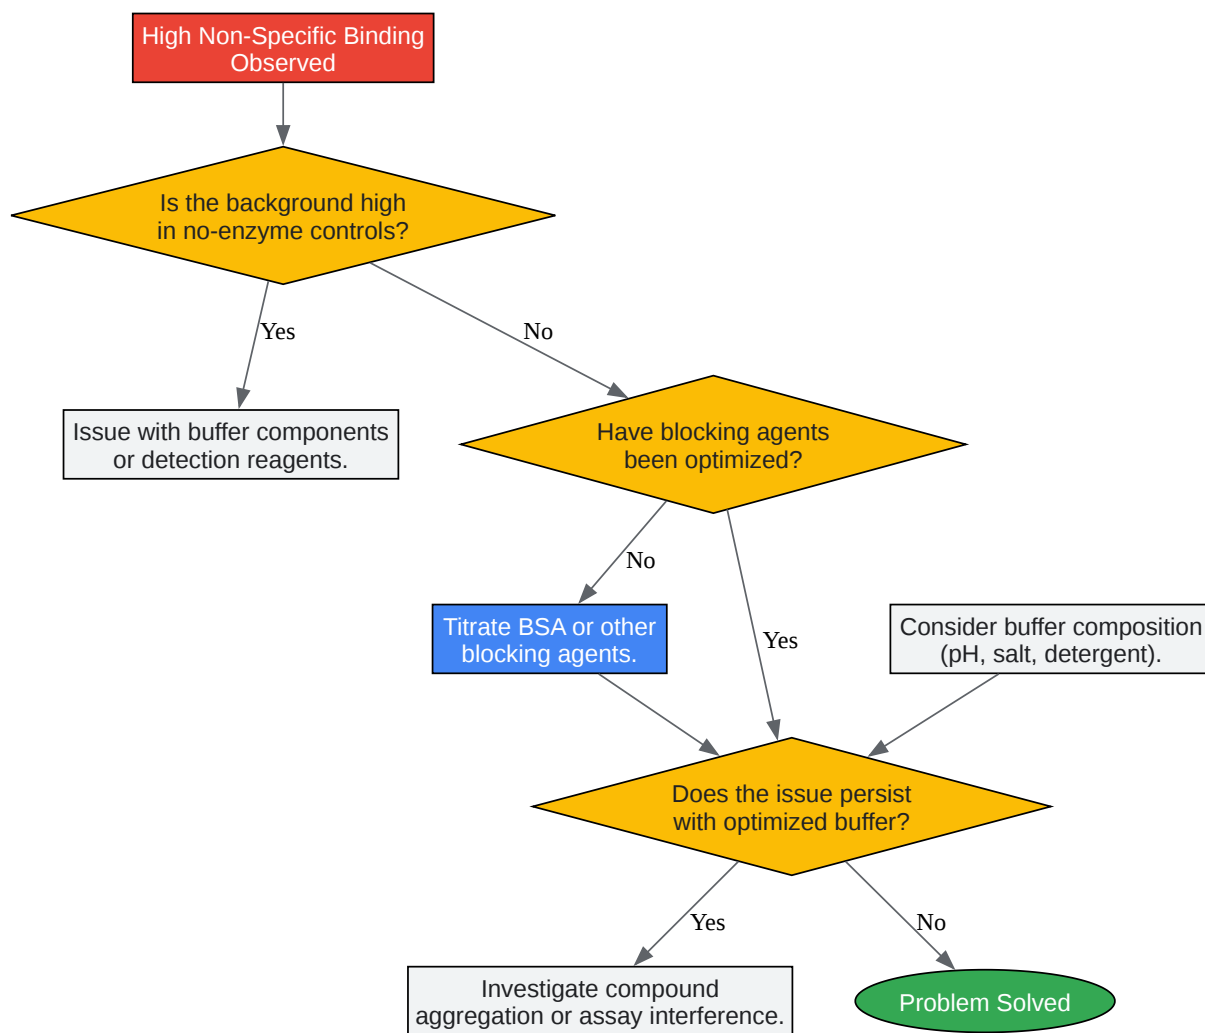 High Non-Specific Binding
Observed
Is the background high
in no-enzyme controls?
Yes
No
Issue with buffer components
or detection reagents.
Have blocking agents
been optimized?
No
Yes
Titrate BSA or other
blocking agents.
Consider buffer composition
(pH, salt, detergent).
Does the issue persist
with optimized buffer?
Yes
No
Investigate compound
aggregation or assay interference.
Problem Solved